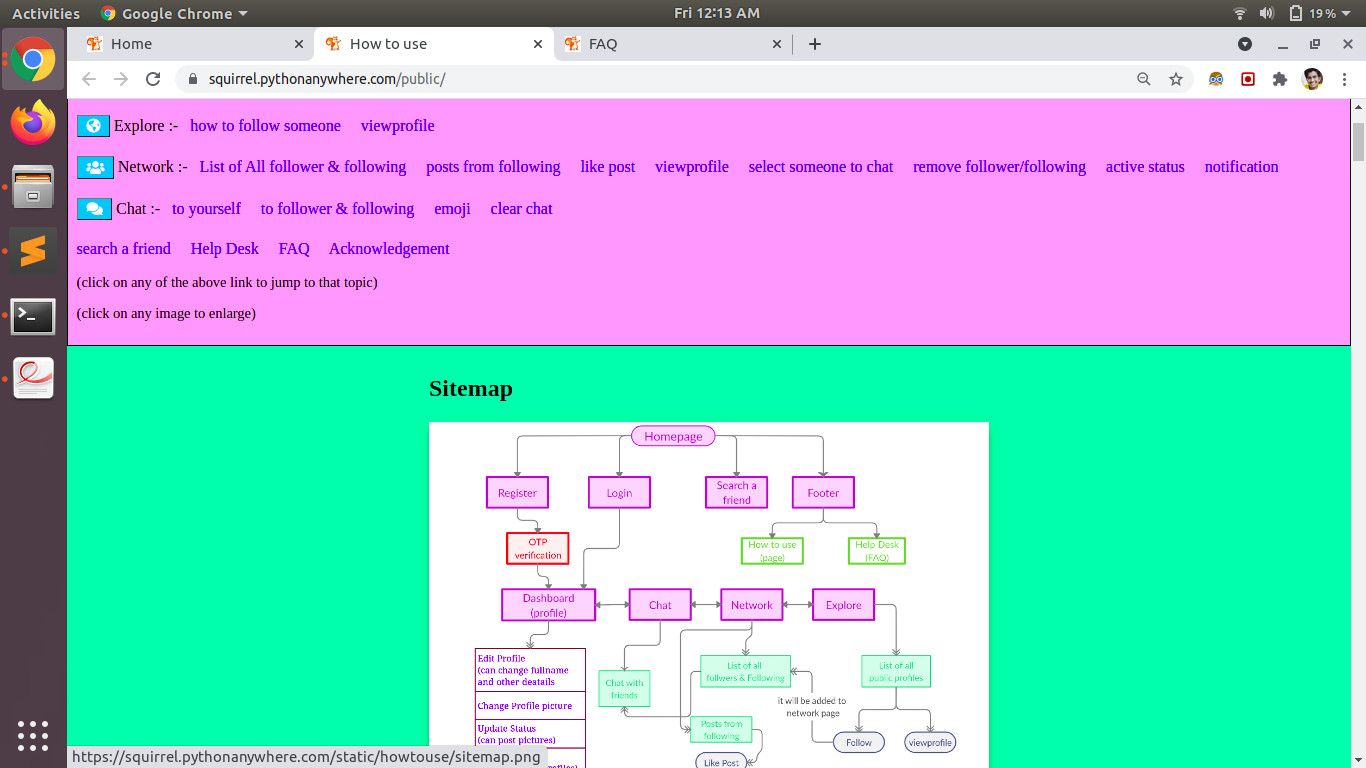 Activities Google Chrome Fri 12:13 AM 19%
Home How to use FAQ
squirrel.pythonanywhere.com/public/
Explore :- how to follow someone viewprofile
Network :- List of All follower & following posts from following like post viewprofile select someone to chat remove follower/following active status notification
Chat :- to yourself to follower & following emoji clear chat
search a friend Help Desk FAQ Acknowledgement
(click on any of the above link to jump to that topic)
(click on any image to enlarge)
Sitemap
Homepage
Register Login Search a friend Footer
OTP verification
How to use (page)
Help Desk (FAQ)
Dashboard (profile) Chat Network Explore
Edit Profile
(can change fullname
and other deatails
Change Profile picture
Update Status
(can post pictures)
Chat with friends
List of all follwers & Following
List of all public profiles
it will be added to network page
Posts from following
Follow viewprofile
Like Post
https://squirrel.pythonanywhere.com/static/howtouse/sitemap.png